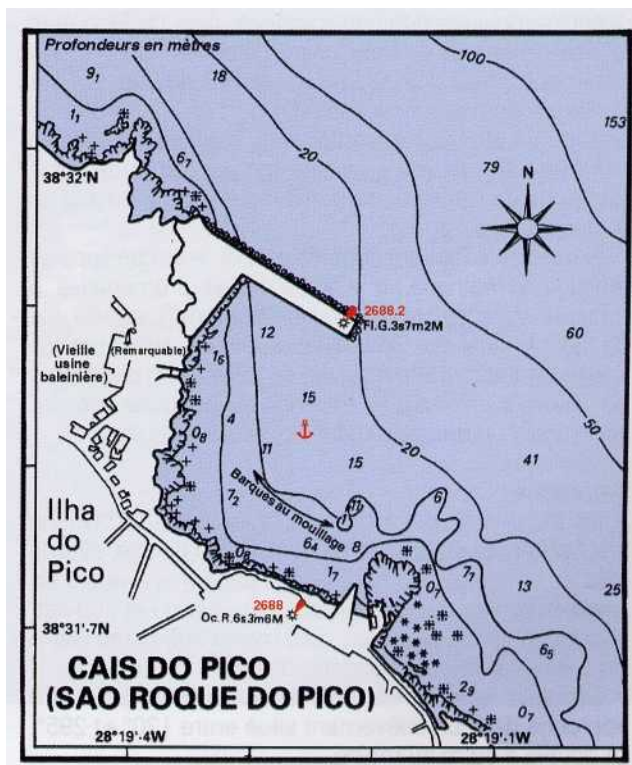 Profondeurs en mètres
9₁
18
100
1₁
153
6₇
20
79
38°32'N
N
2688.2
Fl.G.3s7m2M
12
60
(Vieille
usine
baleinière)
(Remarquable)
1₆
15
50
4
20
0₈
11
15
41
Barques au mouillage
7₂
6
Ilha
do
Pico
6₄
8
0₈
7₇
1₇
0₇
13
25
2688
Oc.R.6s3m6M
38°31'·7N
6₅
CAIS DO PICO
(SAO ROQUE DO PICO)
2₉
0₇
28°19'·4W
28°19'·1W